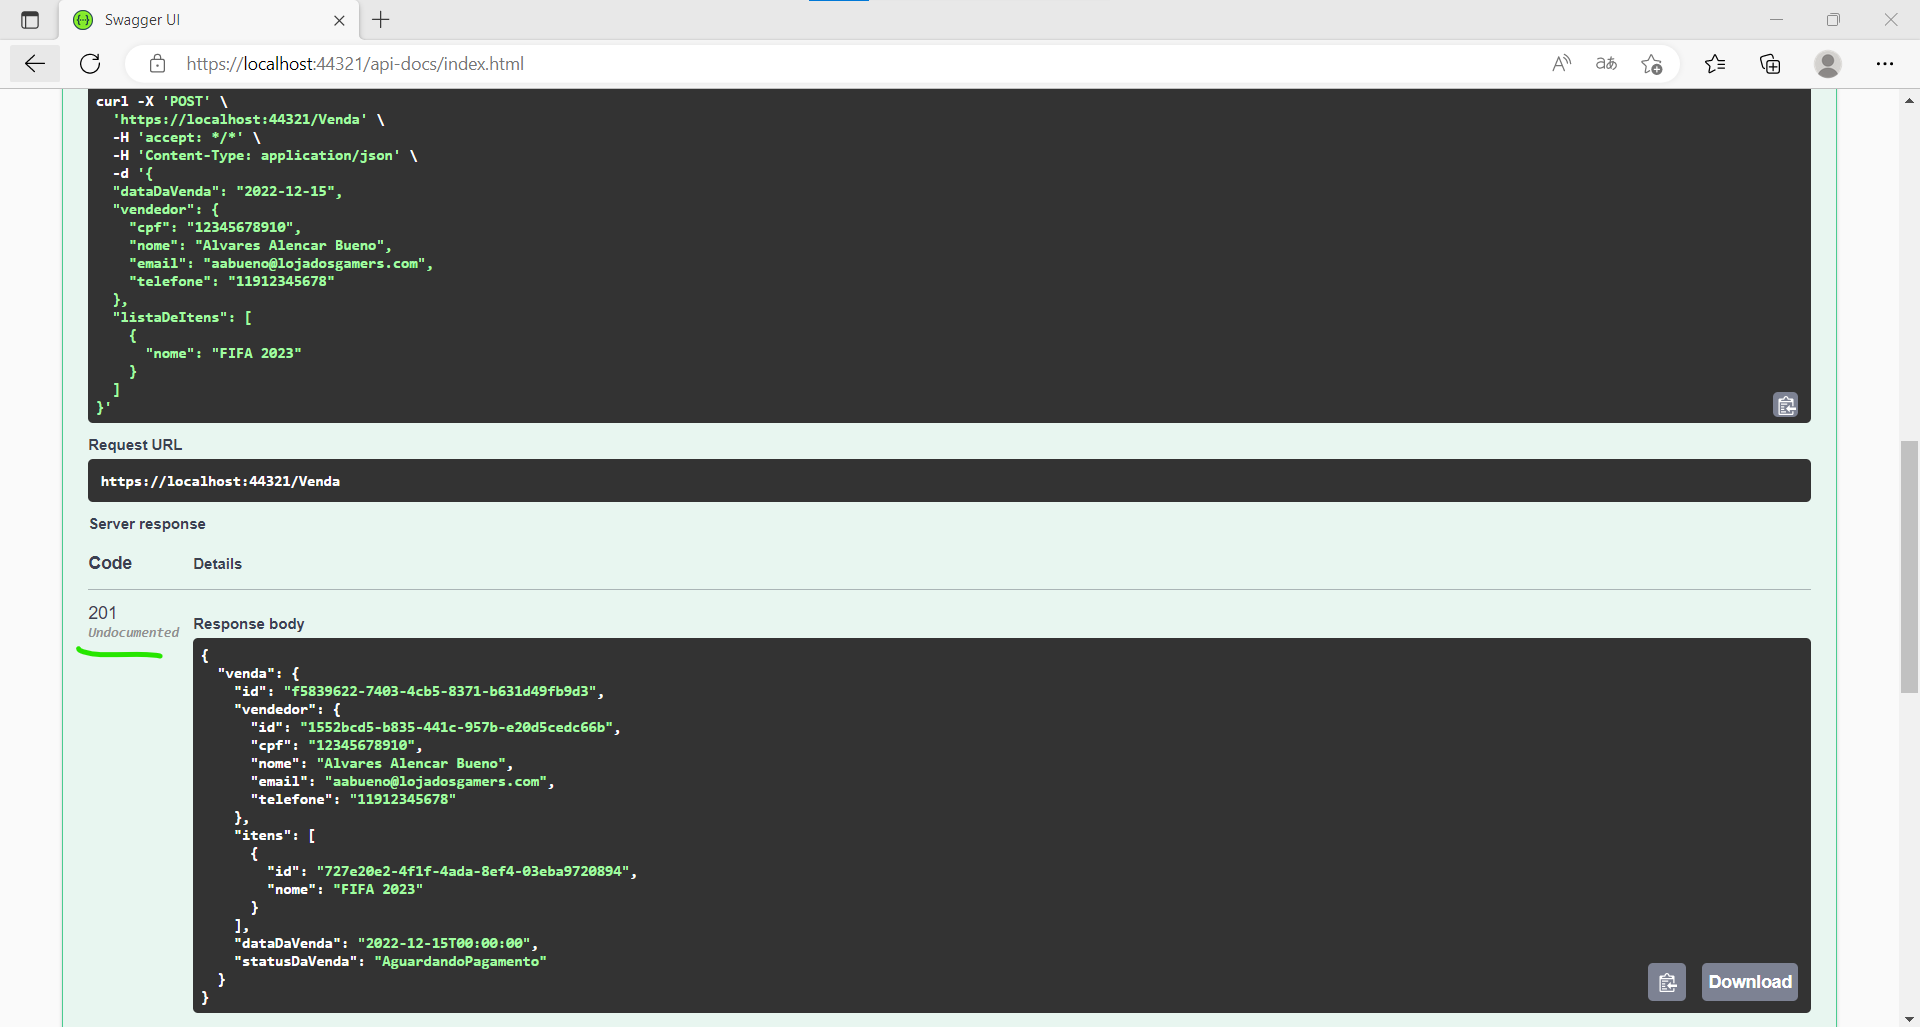 Swagger UI
https://localhost:44321/api-docs/index.html
curl -X 'POST' \
  'https://localhost:44321/Venda' \
  -H 'accept: */*' \
  -H 'Content-Type: application/json' \
  -d '{
  "dataDaVenda": "2022-12-15",
  "vendedor": {
    "cpf": "12345678910",
    "nome": "Alvares Alencar Bueno",
    "email": "aabueno@lojadosgamers.com",
    "telefone": "11912345678"
  },
  "listaDeItens": [
    {
      "nome": "FIFA 2023"
    }
  ]
}'
Request URL
https://localhost:44321/Venda
Server response
Code Details
201
Undocumented
Response body
{
  "venda": {
    "id": "f5839622-7403-4cb5-8371-b631d49fb9d3",
    "vendedor": {
      "id": "1552bcd5-b835-441c-957b-e20d5cedc66b",
      "cpf": "12345678910",
      "nome": "Alvares Alencar Bueno",
      "email": "aabueno@lojadosgamers.com",
      "telefone": "11912345678"
    },
    "itens": [
      {
        "id": "727e20e2-4f1f-4ada-8ef4-03eba9720894",
        "nome": "FIFA 2023"
      }
    ],
    "dataDaVenda": "2022-12-15T00:00:00",
    "statusDaVenda": "AguardandoPagamento"
  }
}
Download